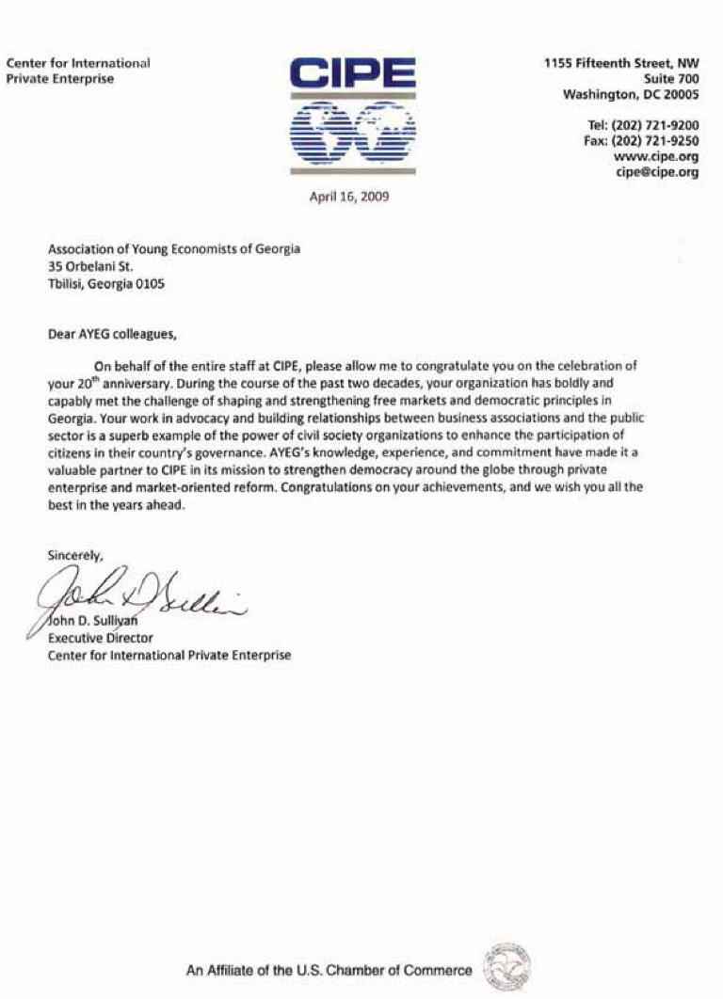 Center for International
Private Enterprise
CIPE
1155 Fifteenth Street, NW
Suite 700
Washington, DC 20005
Tel: (202) 721-9200
Fax: (202) 721-9250
www.cipe.org
cipe@cipe.org
April 16, 2009
Association of Young Economists of Georgia
35 Orbelani St.
Tbilisi, Georgia 0105
Dear AYEG colleagues,
On behalf of the entire staff at CIPE, please allow me to congratulate you on the celebration of
your 20th anniversary. During the course of the past two decades, your organization has boldly and
capably met the challenge of shaping and strengthening free markets and democratic principles in
Georgia. Your work in advocacy and building relationships between business associations and the public
sector is a superb example of the power of civil society organizations to enhance the participation of
citizens in their country's governance. AYEG's knowledge, experience, and commitment have made it a
valuable partner to CIPE in its mission to strengthen democracy around the globe through private
enterprise and market-oriented reform. Congratulations on your achievements, and we wish you all the
best in the years ahead.
Sincerely,
John D Sullivan
John D. Sullivan
Executive Director
Center for International Private Enterprise
An Affiliate of the U.S. Chamber of Commerce